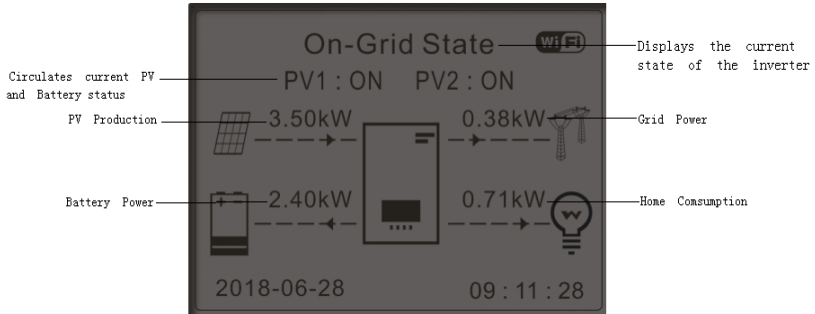 On-Grid State
WiFi
Displays the current
state of the inverter
Circulates current PV
and Battery status
PV1 : ON PV2 : ON
PV Production
3.50kW
0.38kW
Grid Power
Battery Power
2.40kW
0.71kW
Home Comsumption
2018-06-28
09 : 11 : 28